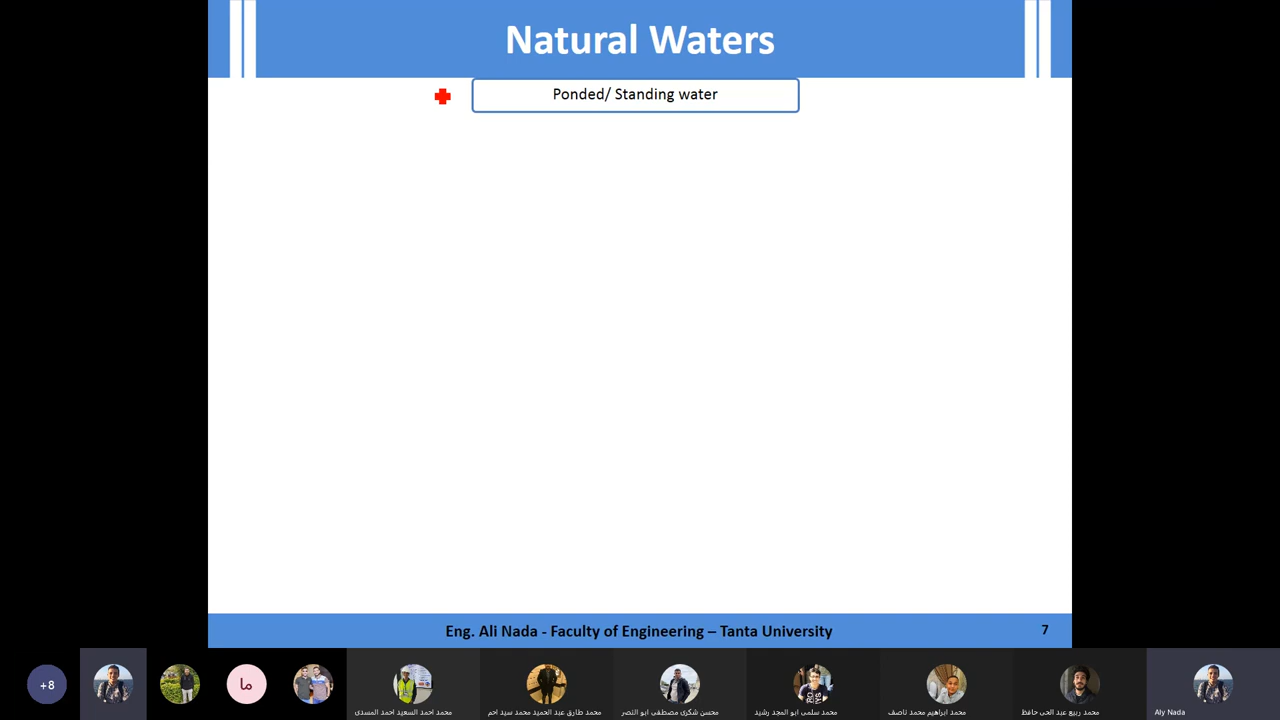 Natural Waters
Ponded/ Standing water
Eng. Ali Nada - Faculty of Engineering – Tanta University
7
+8
ما
محمد احمد السعيد احمد المسدى
محمد طارق عبد الحميد محمد سيد احم
محسن شكرى مصطفى ابو النصر
محمد سلمى ابو المجد رشيد
محمد ابراهيم محمد ناصف
محمد ربيع عبد الحى حافظ
Aly Nada